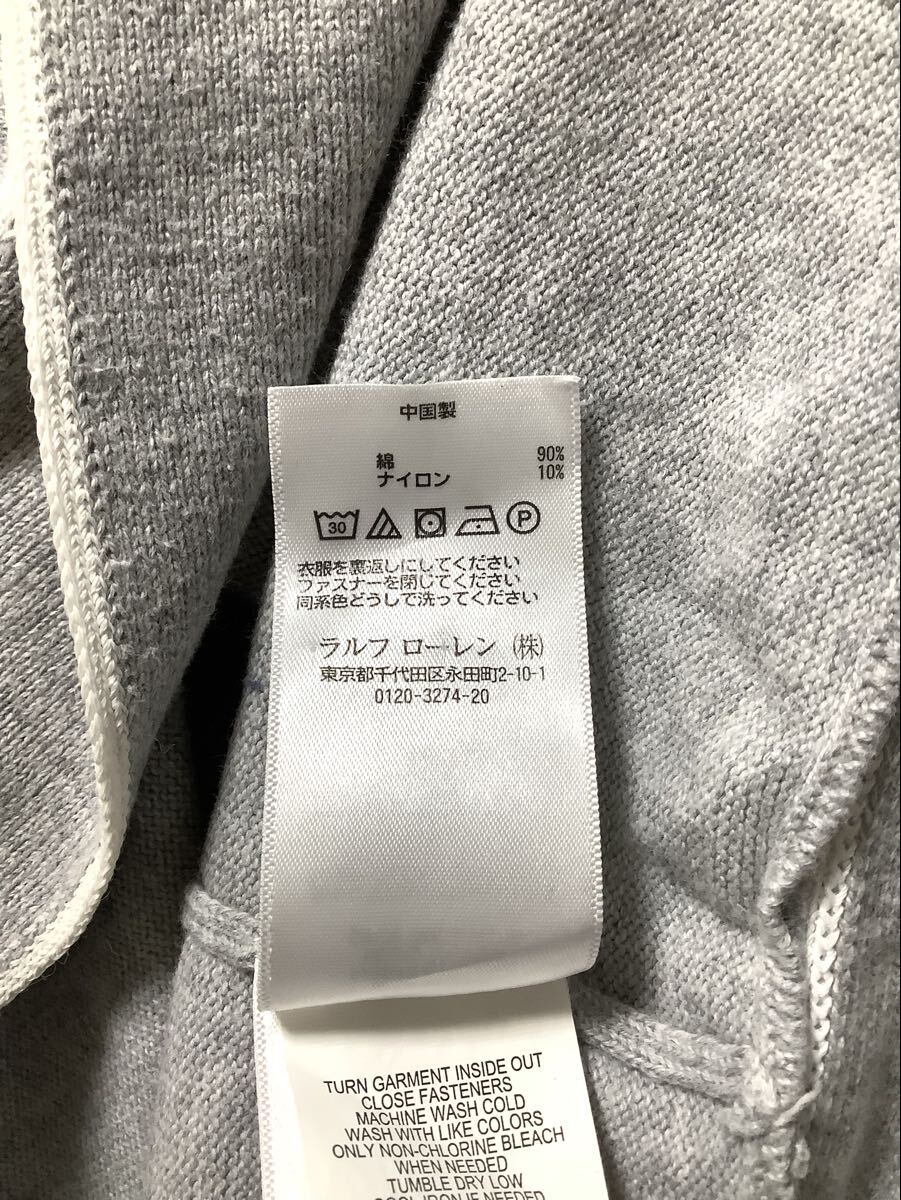 中国製
綿 90%
ナイロン 10%
30 P
衣服を裏返しにしてください
ファスナーを閉じてください
同系色どうしで洗ってください
ラルフ ローレン (株)
東京都千代田区永田町2-10-1
0120-3274-20
TURN GARMENT INSIDE OUT
CLOSE FASTENERS
MACHINE WASH COLD
WASH WITH LIKE COLORS
ONLY NON-CHLORINE BLEACH
WHEN NEEDED
TUMBLE DRY LOW
COOL IRON IF NEEDED